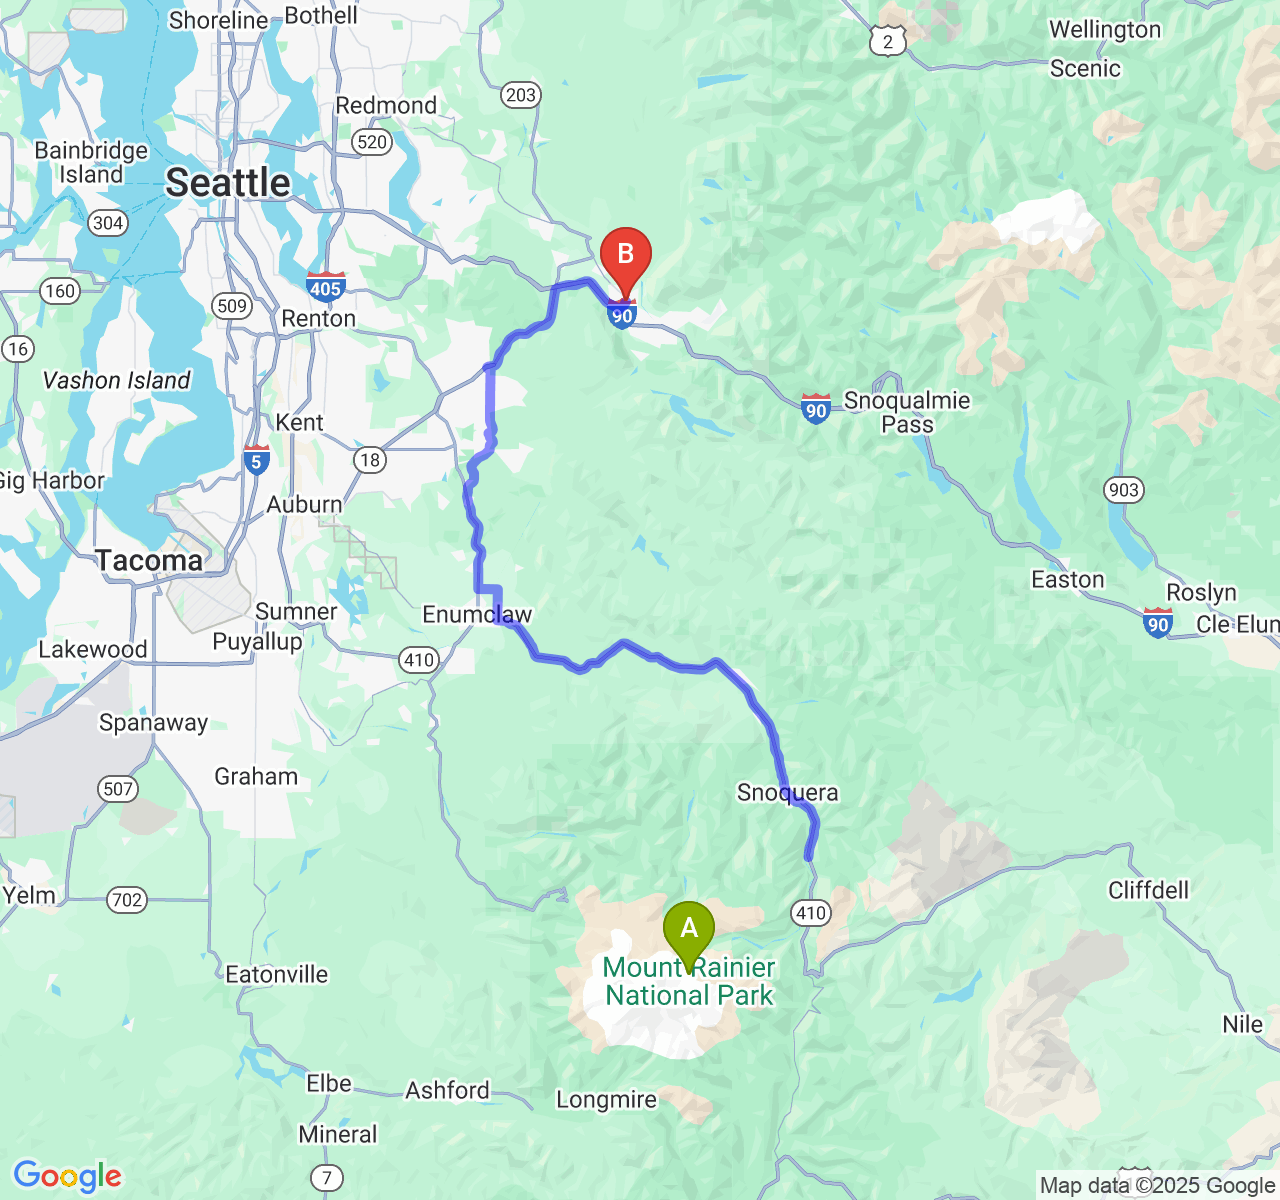 Shoreline
Bothell
Wellington
2
Scenic
203
Redmond
520
Bainbridge
Island
Seattle
304
B
405
160
509
90
Renton
16
Vashon Island
Snoqualmie
Pass
90
Kent
5
18
Gig Harbor
903
Auburn
Tacoma
Easton
Roslyn
Sumner
Enumclaw
90
Cle Elum
Puyallup
Lakewood
410
Spanaway
Graham
507
Snoquera
Yelm
702
Cliffdell
410
A
Mount Rainier
National Park
Eatonville
Nile
Elbe
Ashford
Longmire
Mineral
7
Google
Map data ©2025 Google